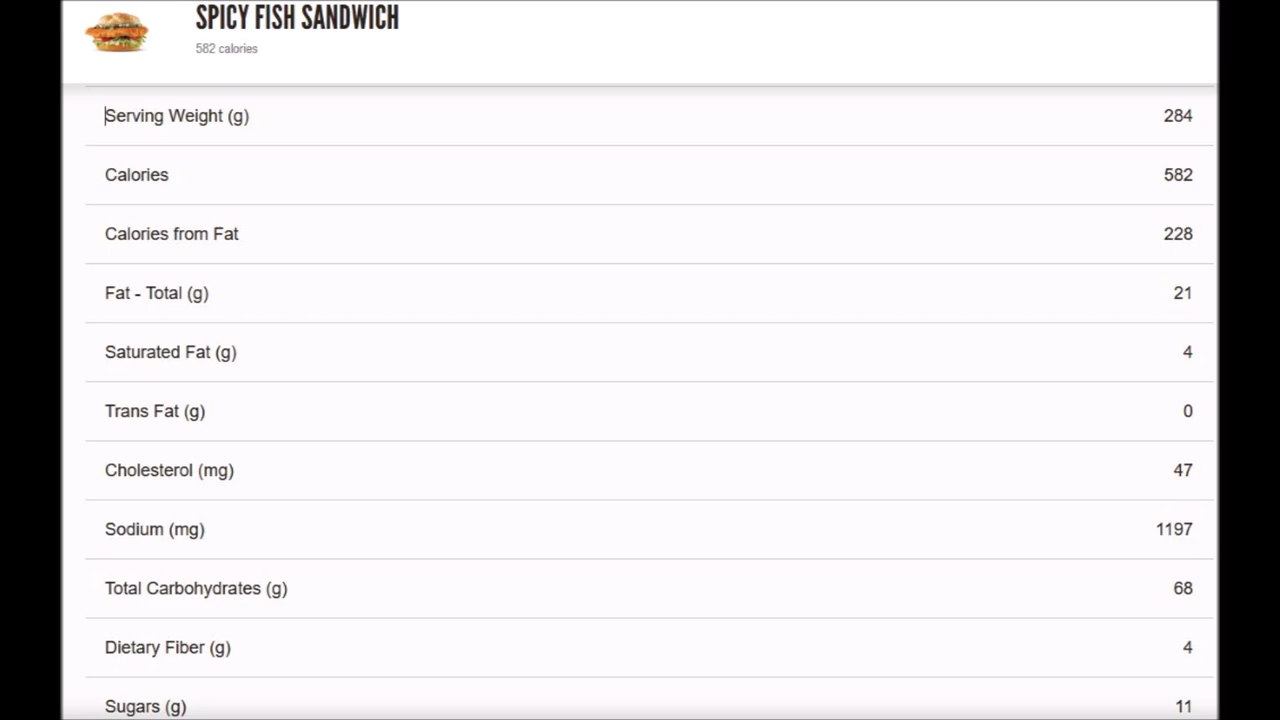 SPICY FISH SANDWICH
582 calories
Serving Weight (g) 284
Calories 582
Calories from Fat 228
Fat - Total (g) 21
Saturated Fat (g) 4
Trans Fat (g) 0
Cholesterol (mg) 47
Sodium (mg) 1197
Total Carbohydrates (g) 68
Dietary Fiber (g) 4
Sugars (g) 11